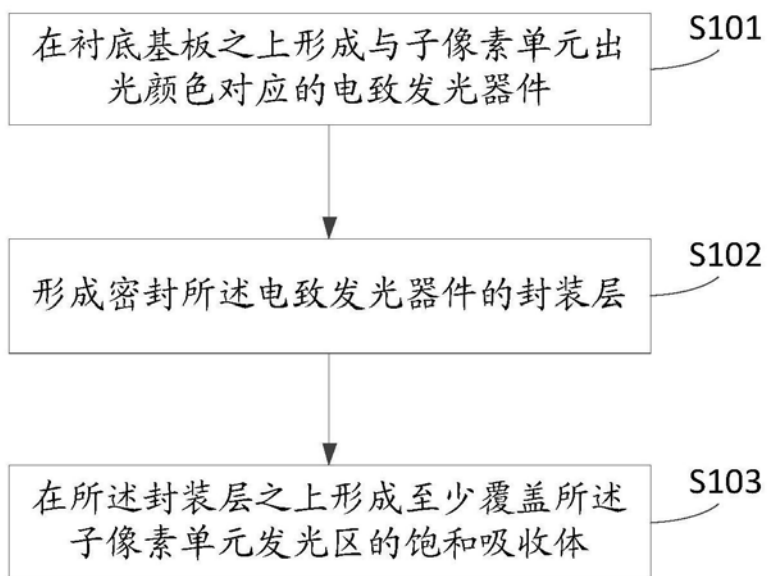 在衬底基板之上形成与子像素单元出
光颜色对应的电致发光器件
S101
形成密封所述电致发光器件的封装层
S102
在所述封装层之上形成至少覆盖所述
子像素单元发光区的饱和吸收体
S103